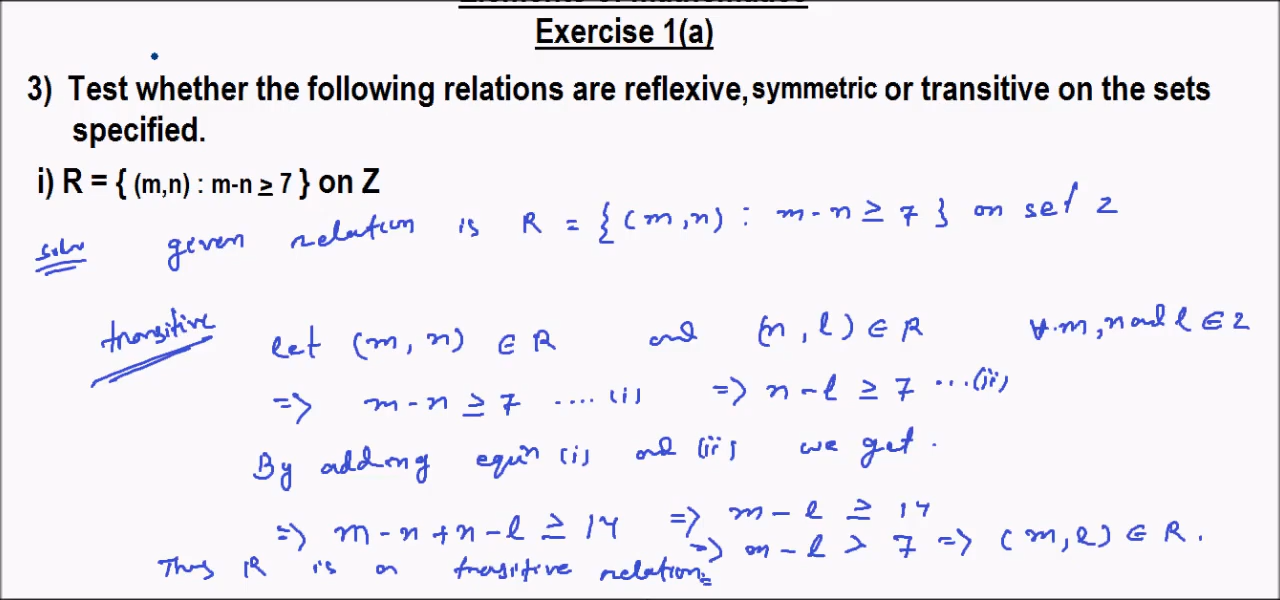 Exercise 1(a)
3) Test whether the following relations are reflexive, symmetric or transitive on the sets
specified.
i) R = { (m,n) : m-n ≥ 7 } on Z
Soln given relation is R = { (m,n) : m-n ≥ 7 } on set Z
transitive let (m, n) ∈ R and (n, l) ∈ R ∀ m, n and l ∈ Z
=> m-n ≥ 7 ....(i) => n-l ≥ 7 ...(ii)
By adding equn (i) and (ii) we get.
=> m-n+n-l ≥ 14 => m-l ≥ 14
=> m-l > 7 => (m,l) ∈ R.
Thus R is a transitive relation